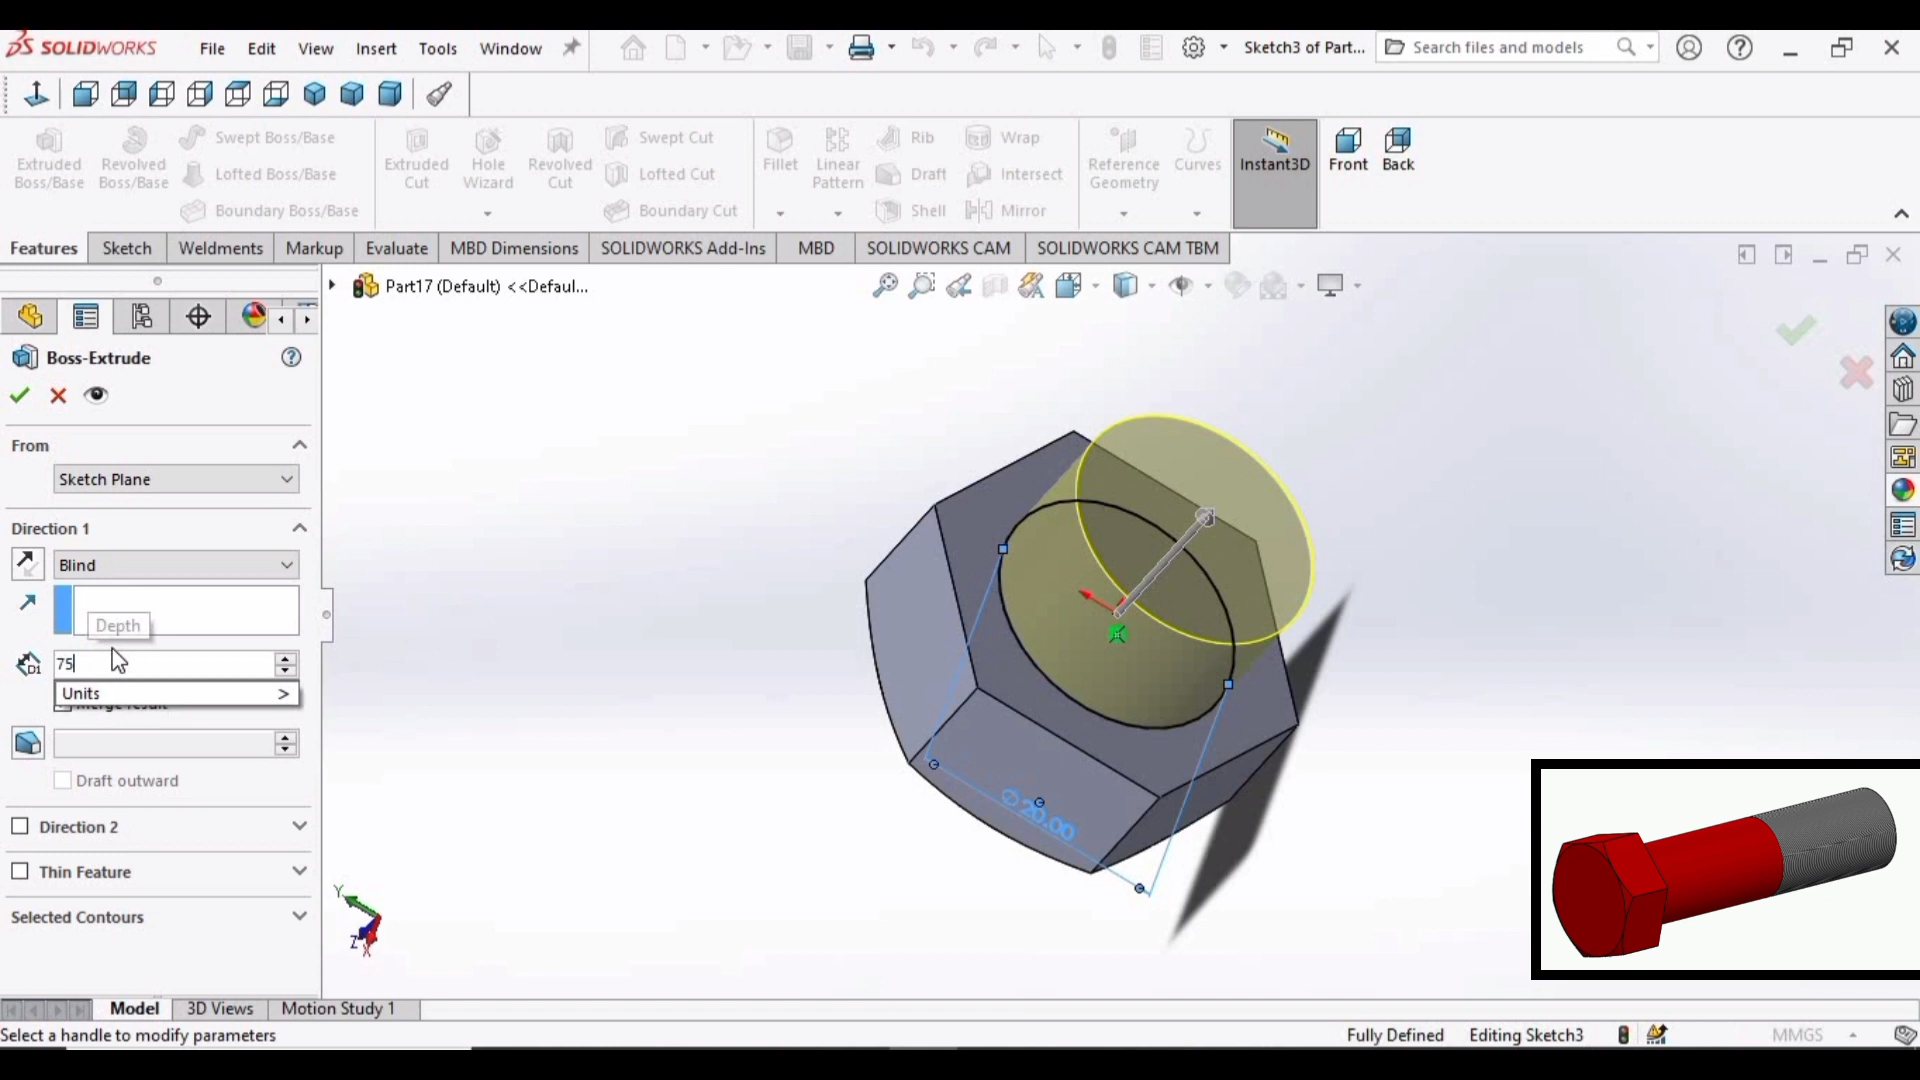 SOLIDWORKS File Edit View Insert Tools Window Sketch3 of Part... Search files and models
Extruded Boss/Base
Revolved Boss/Base
Swept Boss/Base
Lofted Boss/Base
Boundary Boss/Base
Extruded Cut
Hole Wizard
Revolved Cut
Swept Cut
Lofted Cut
Boundary Cut
Fillet
Linear Pattern
Rib
Draft
Shell
Wrap
Intersect
Mirror
Reference Geometry
Curves
Instant3D
Front
Back
Features Sketch Weldments Markup Evaluate MBD Dimensions SOLIDWORKS Add-Ins MBD SOLIDWORKS CAM SOLIDWORKS CAM TBM
Part17 (Default) <<Defaul...
Boss-Extrude
From
Sketch Plane
Direction 1
Blind
Depth
D1
75
Units >
Merge result
Draft outward
Direction 2
Thin Feature
Selected Contours
∅20.00
Y
Z
X
Model 3D Views Motion Study 1
Select a handle to modify parameters Fully Defined Editing Sketch3 MMGS